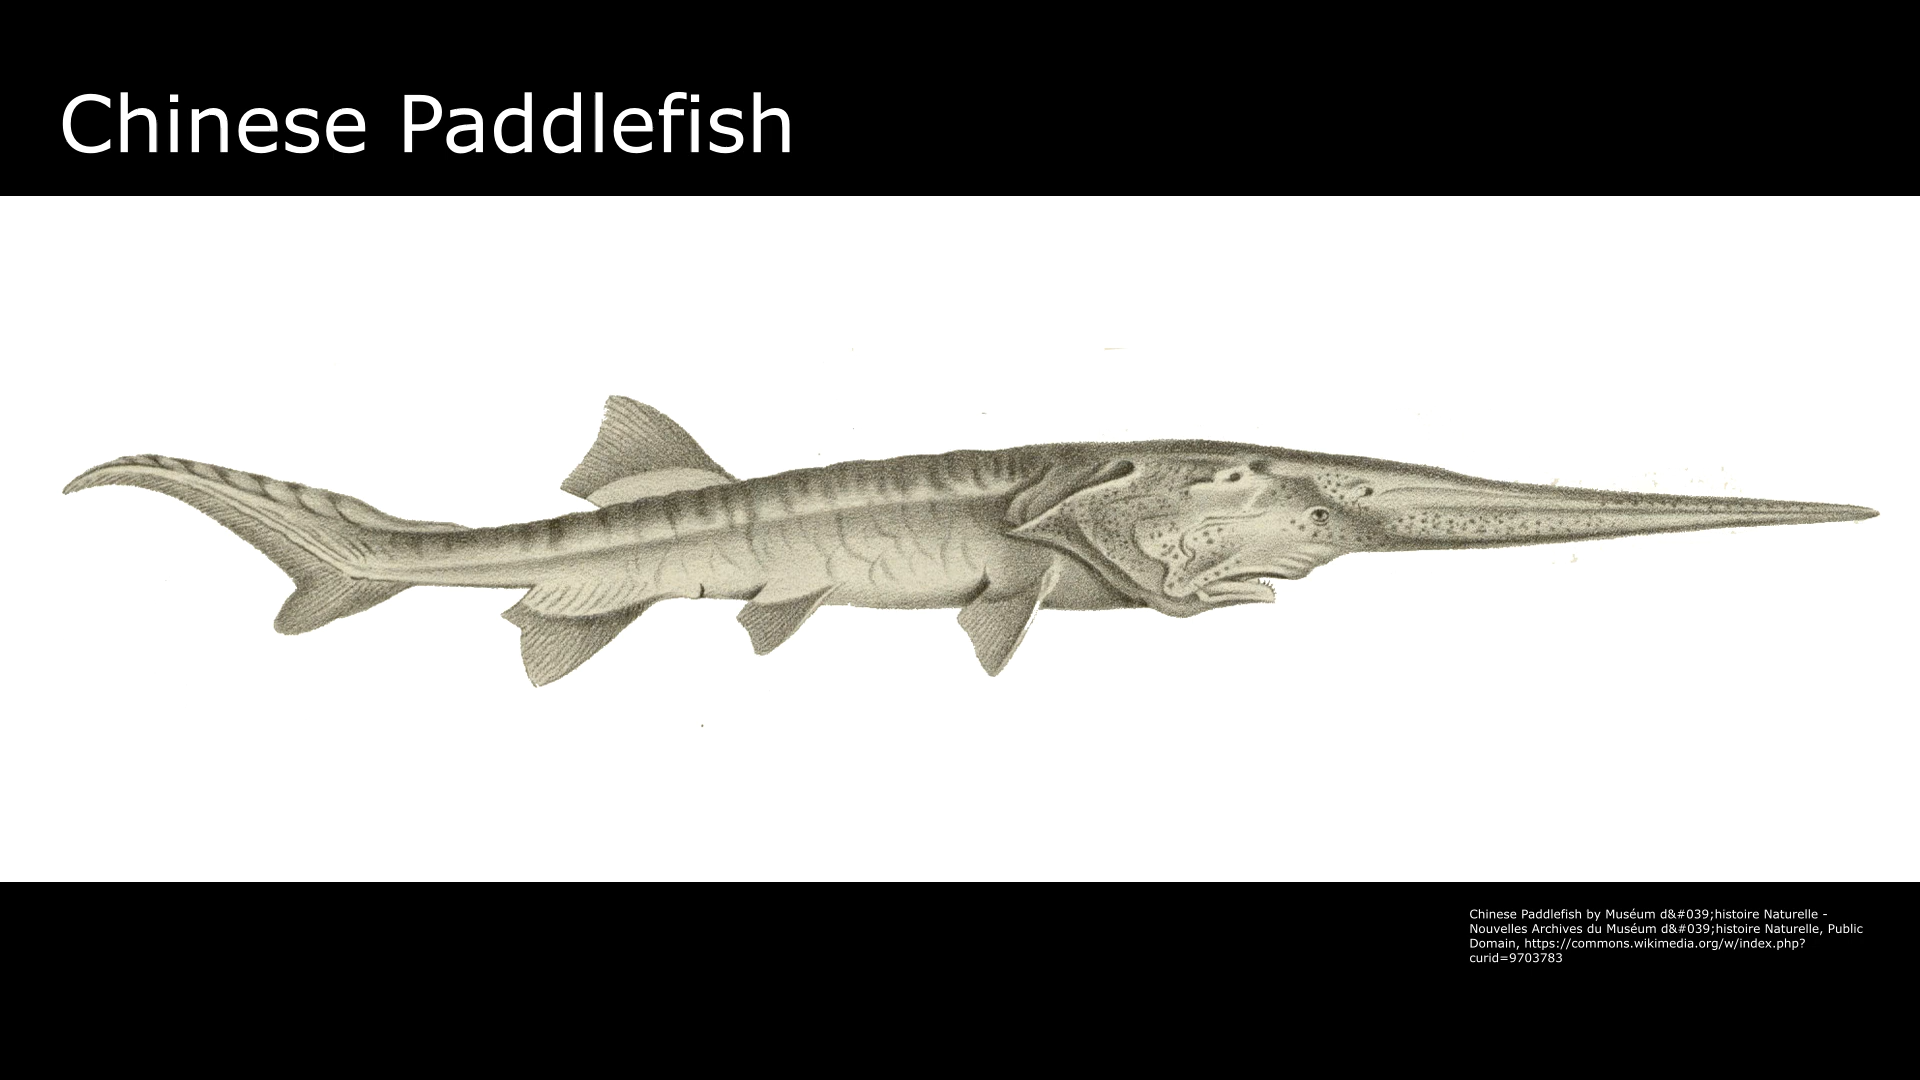 Chinese Paddlefish
Chinese Paddlefish by Muséum d&#039;histoire Naturelle -
Nouvelles Archives du Muséum d&#039;histoire Naturelle, Public
Domain, https://commons.wikimedia.org/w/index.php?
curid=9703783